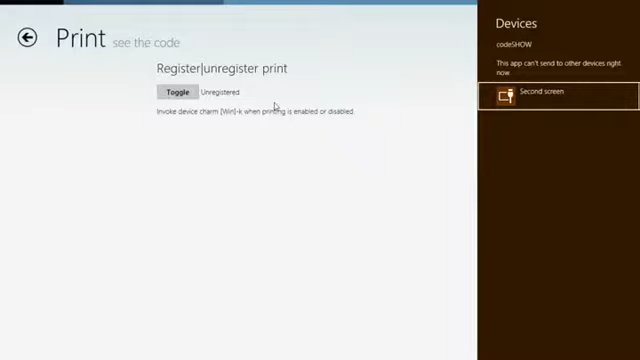 Print see the code
Register|unregister print
Toggle Unregistered
Invoke device charm [Win]-k when printing is enabled or disabled.
Devices
codeSHOW
This app can't send to other devices right
now.
Second screen